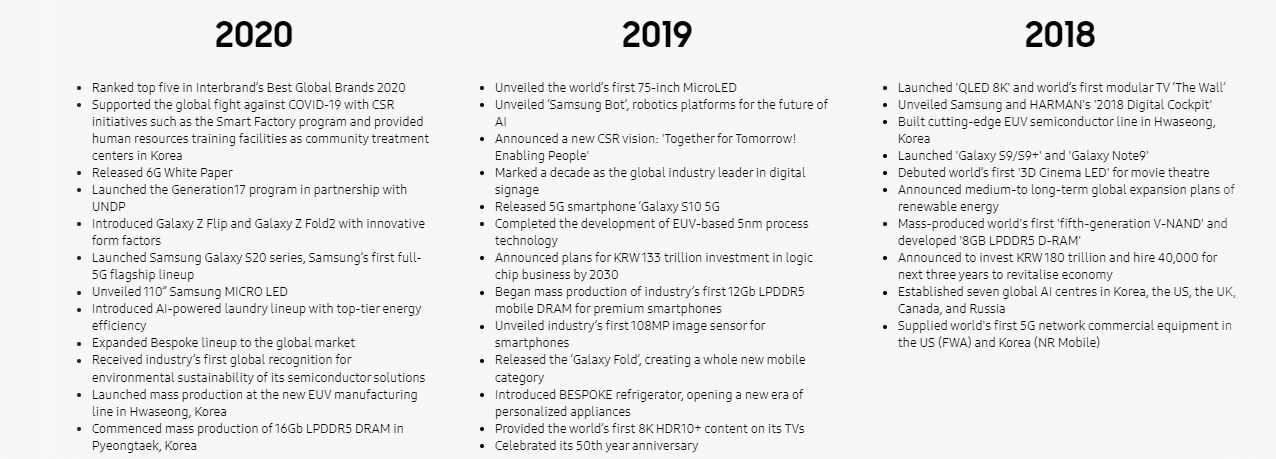 2020
Ranked top five in Interbrand's Best Global Brands 2020
Supported the global fight against COVID-19 with CSR
initiatives such as the Smart Factory program and provided
human resources training facilities as community treatment
centers in Korea
Released 6G White Paper
Launched the Generation17 program in partnership with
UNDP
Introduced Galaxy Z Flip and Galaxy Z Fold2 with innovative
form factors
Launched Samsung Galaxy S20 series, Samsung's first full-
5G flagship lineup
Unveiled 110" Samsung MICRO LED
Introduced AI-powered laundry lineup with top-tier energy
efficiency
Expanded Bespoke lineup to the global market
Received industry's first global recognition for
environmental sustainability of its semiconductor solutions
Launched mass production at the new EUV manufacturing
line in Hwaseong, Korea
Commenced mass production of 16Gb LPDDR5 DRAM in
Pyeongtaek, Korea
2019
Unveiled the world's first 75-inch MicroLED
Unveiled 'Samsung Bot', robotics platforms for the future of
AI
Announced a new CSR vision: 'Together for Tomorrow!
Enabling People'
Marked a decade as the global industry leader in digital
signage
Released 5G smartphone 'Galaxy S10 5G
Completed the development of EUV-based 5nm process
technology
Announced plans for KRW 133 trillion investment in logic
chip business by 2030
Began mass production of industry's first 12Gb LPDDR5
mobile DRAM for premium smartphones
Unveiled industry's first 108MP image sensor for
smartphones
Released the 'Galaxy Fold', creating a whole new mobile
category
Introduced BESPOKE refrigerator, opening a new era of
personalized appliances
Provided the world's first 8K HDR10+ content on its TVs
Celebrated its 50th year anniversary
2018
Launched 'QLED 8K' and world's first modular TV 'The Wall'
Unveiled Samsung and HARMAN's '2018 Digital Cockpit'
Built cutting-edge EUV semiconductor line in Hwaseong,
Korea
Launched 'Galaxy S9/S9+' and 'Galaxy Note9'
Debuted world's first '3D Cinema LED' for movie theatre
Announced medium-to long-term global expansion plans of
renewable energy
Mass-produced world's first 'fifth-generation V-NAND' and
developed '8GB LPDDR5 D-RAM'
Announced to invest KRW 180 trillion and hire 40,000 for
next three years to revitalise economy
Established seven global AI centres in Korea, the US, the UK,
Canada, and Russia
Supplied world's first 5G network commercial equipment in
the US (FWA) and Korea (NR Mobile)